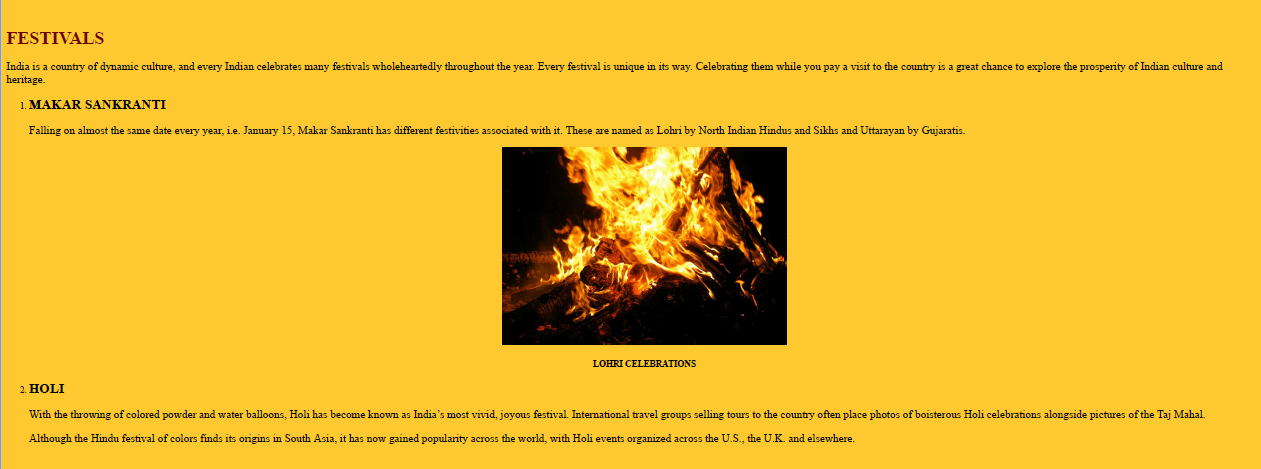 FESTIVALS
India is a country of dynamic culture, and every Indian celebrates many festivals wholeheartedly throughout the year. Every festival is unique in its way. Celebrating them while you pay a visit to the country is a great chance to explore the prosperity of Indian culture and
heritage.
1. MAKAR SANKRANTI
Falling on almost the same date every year, i.e. January 15, Makar Sankranti has different festivities associated with it. These are named as Lohri by North Indian Hindus and Sikhs and Uttarayan by Gujaratis.
LOHRI CELEBRATIONS
2. HOLI
With the throwing of colored powder and water balloons, Holi has become known as India’s most vivid, joyous festival. International travel groups selling tours to the country often place photos of boisterous Holi celebrations alongside pictures of the Taj Mahal.
Although the Hindu festival of colors finds its origins in South Asia, it has now gained popularity across the world, with Holi events organized across the U.S., the U.K. and elsewhere.